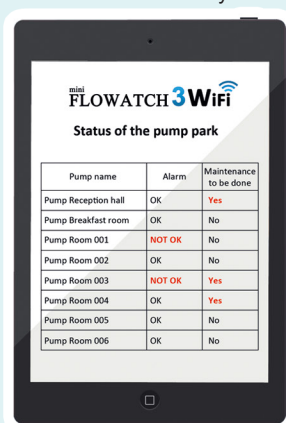 mini
FLOWATCH 3 WiFi
Status of the pump park
Pump name Alarm Maintenance to be done
Pump Reception hall OK Yes
Pump Breakfast room OK No
Pump Room 001 NOT OK No
Pump Room 002 OK No
Pump Room 003 NOT OK Yes
Pump Room 004 OK Yes
Pump Room 005 OK No
Pump Room 006 OK No